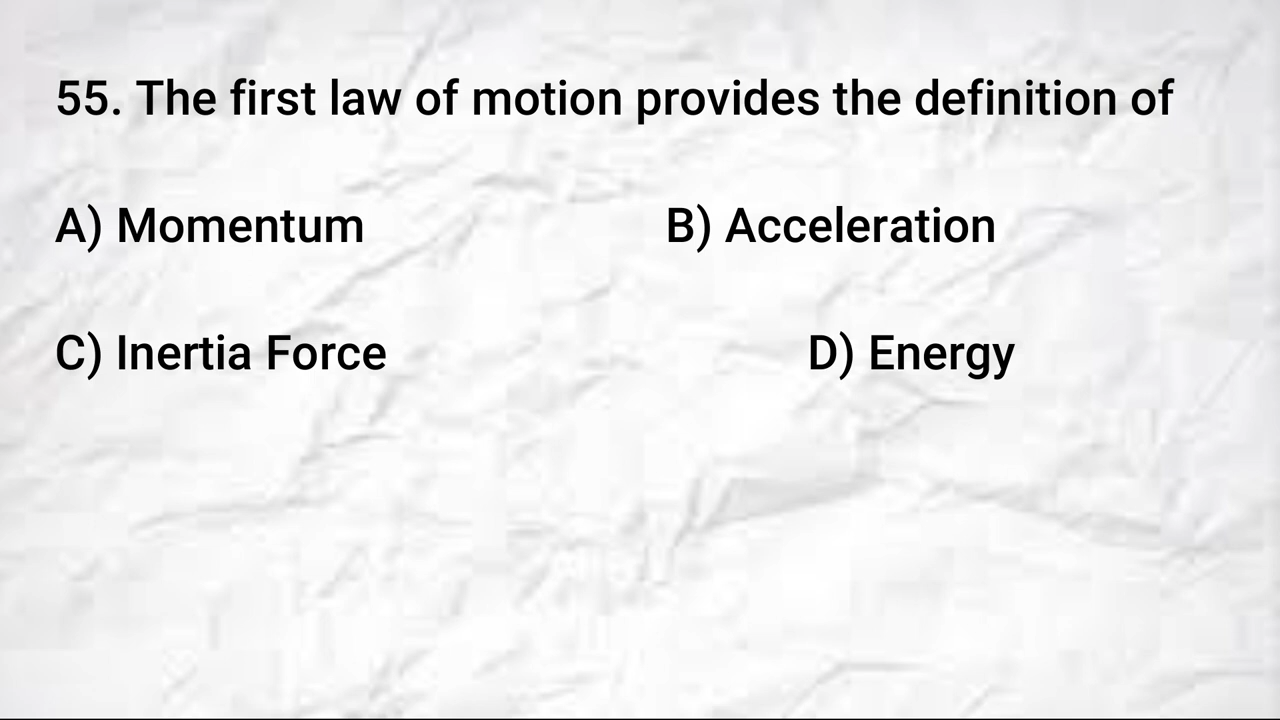 55. The first law of motion provides the definition of
A) Momentum B) Acceleration
C) Inertia Force D) Energy